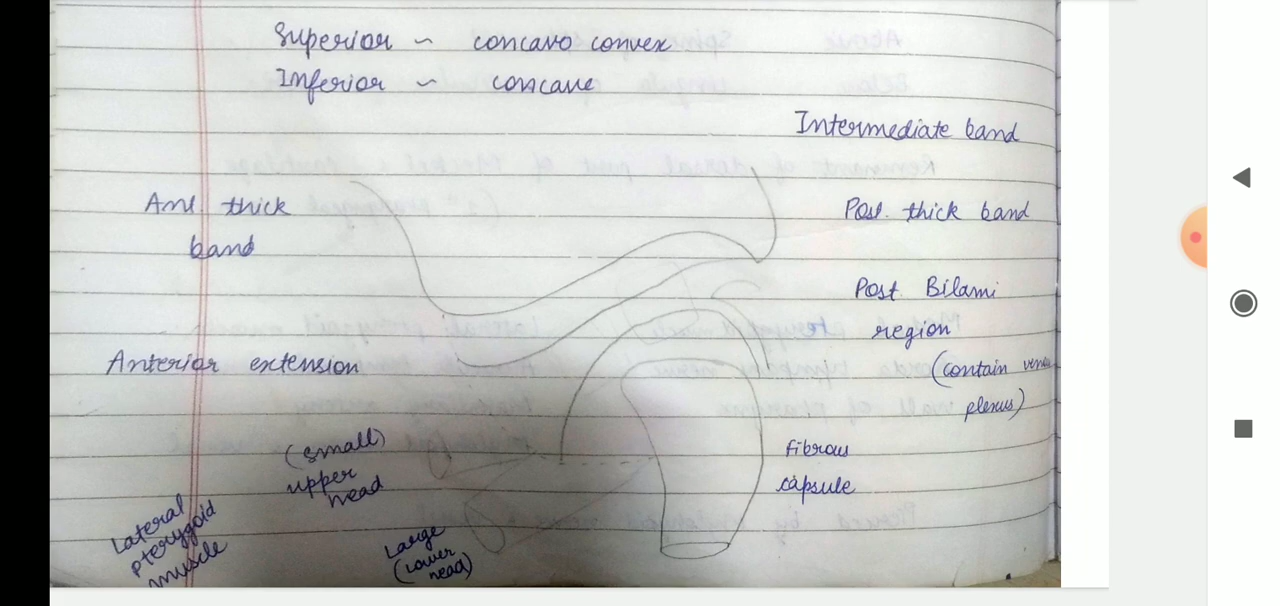 Superior ~ concavo convex
Inferior ~ concave
Intermediate band
Ant. thick
band
Post. thick band
Post Bilami
region
(contain
plexus)
Anterior extension
(small)
upper
head
Fibrous
capsule
Lateral
pterygoid
muscle
Large
(lower
head)